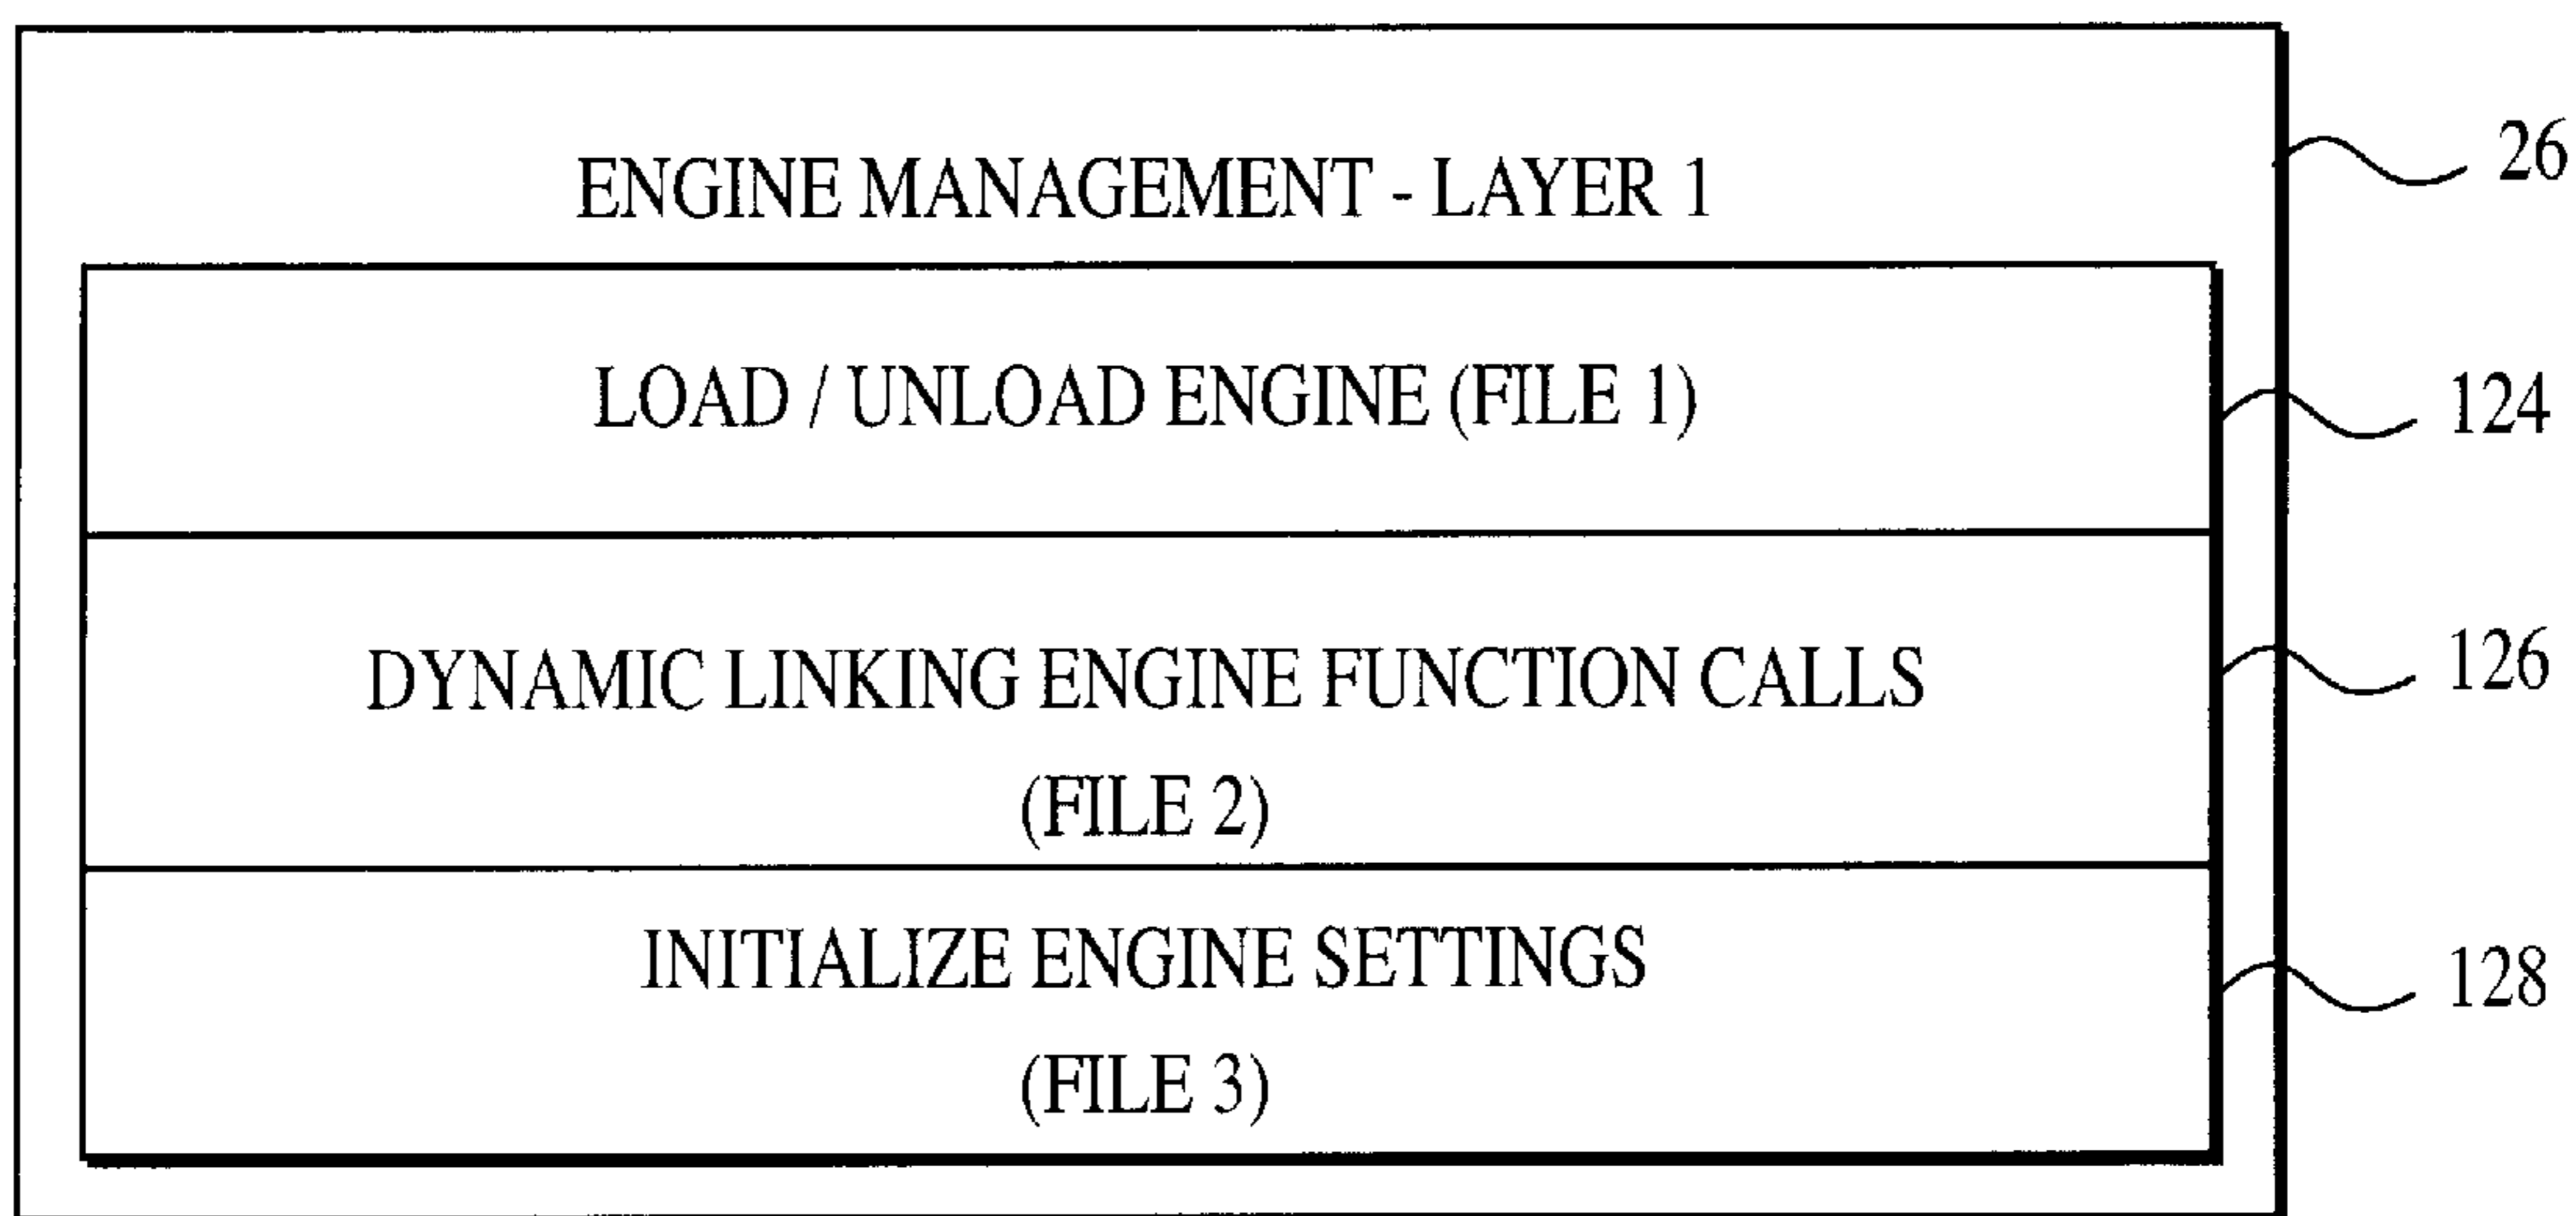 ENGINE MANAGEMENT - LAYER 1
26
LOAD / UNLOAD ENGINE (FILE 1)
124
DYNAMIC LINKING ENGINE FUNCTION CALLS
126
(FILE 2)
INITIALIZE ENGINE SETTINGS
128
(FILE 3)